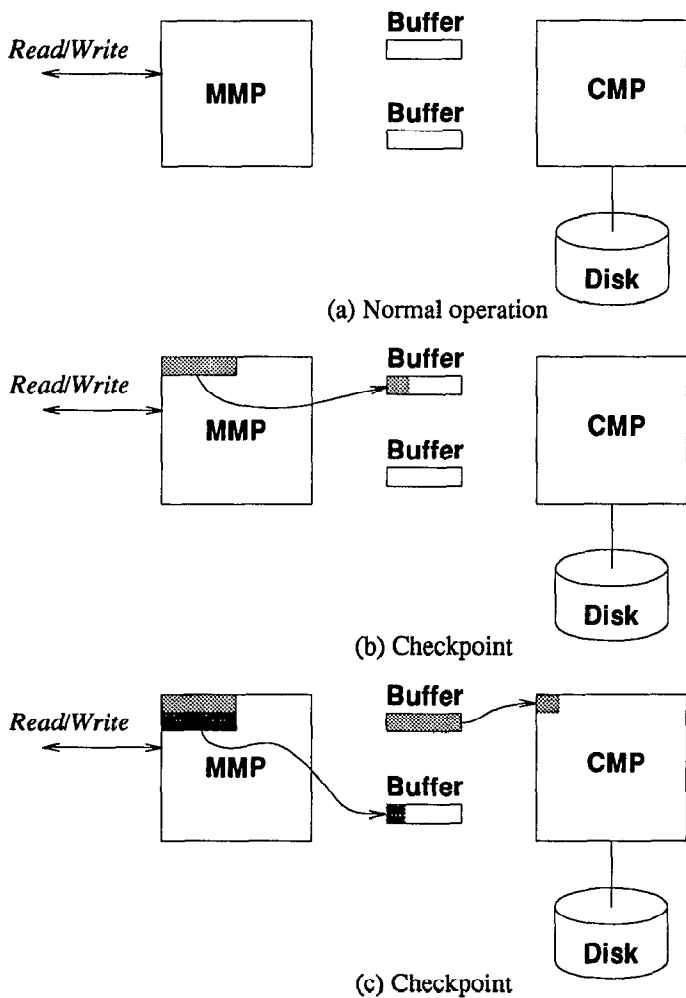 Buffer
Read/Write
MMP
CMP
Buffer
Disk
(a) Normal operation
Buffer
Read/Write
MMP
CMP
Buffer
Disk
(b) Checkpoint
Buffer
Read/Write
MMP
CMP
Buffer
Disk
(c) Checkpoint